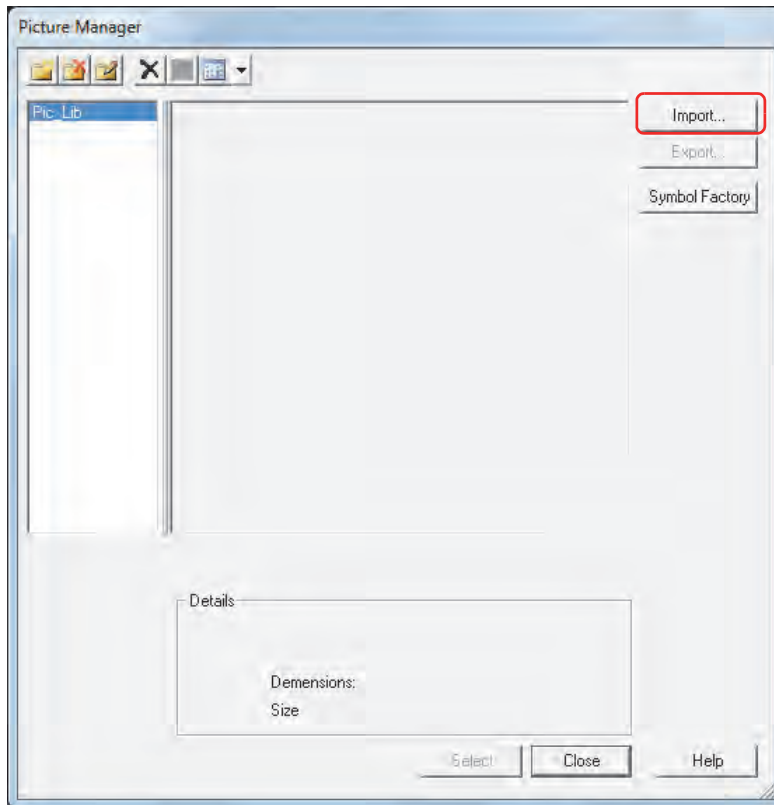 Picture Manager
Pic_Lib
Import...
Export...
Symbol Factory
Details
Demensions:
Size
Select
Close
Help